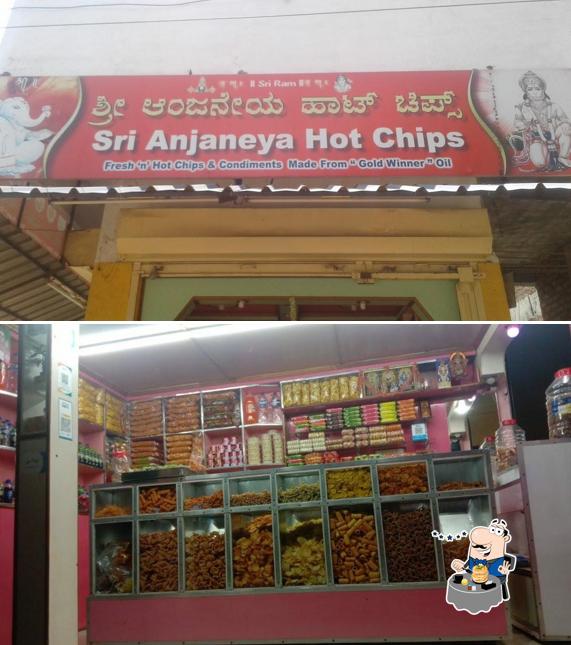 || Sri Ram ||
ಶ್ರೀ ಆಂಜನೇಯ ಹಾಟ್ ಚಿಪ್ಸ್
Sri Anjaneya Hot Chips
Fresh 'n' Hot Chips & Condiments Made From " Gold Winner " Oil